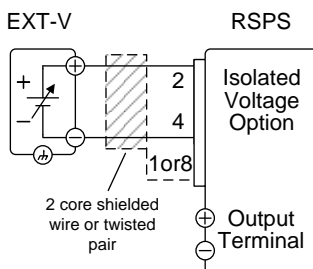 EXT-V
RSPS
+
+
2
Isolated
Voltage
Option
−
4
−
1or8
2 core shielded
wire or twisted
pair
+
Output
Terminal
−